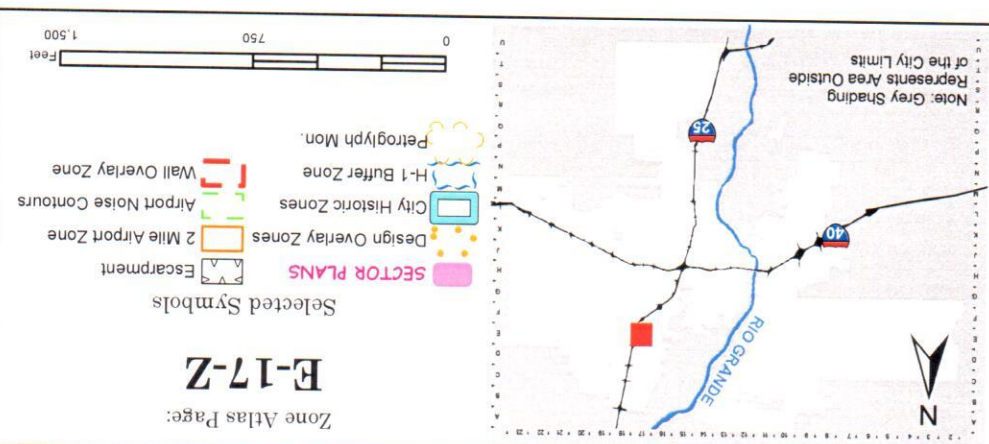 Zone Atlas Page:
E-17-Z
Selected Symbols
SECTOR PLANS
Escarpment
Design Overlay Zones
2 Mile Airport Zone
City Historic Zones
Airport Noise Contours
H-1 Buffer Zone
Wall Overlay Zone
Petroglyph Mon.
0
750
1,500
Feet
N
RIO GRANDE
40
25
Note: Grey Shading
Represents Area Outside
of the City Limits